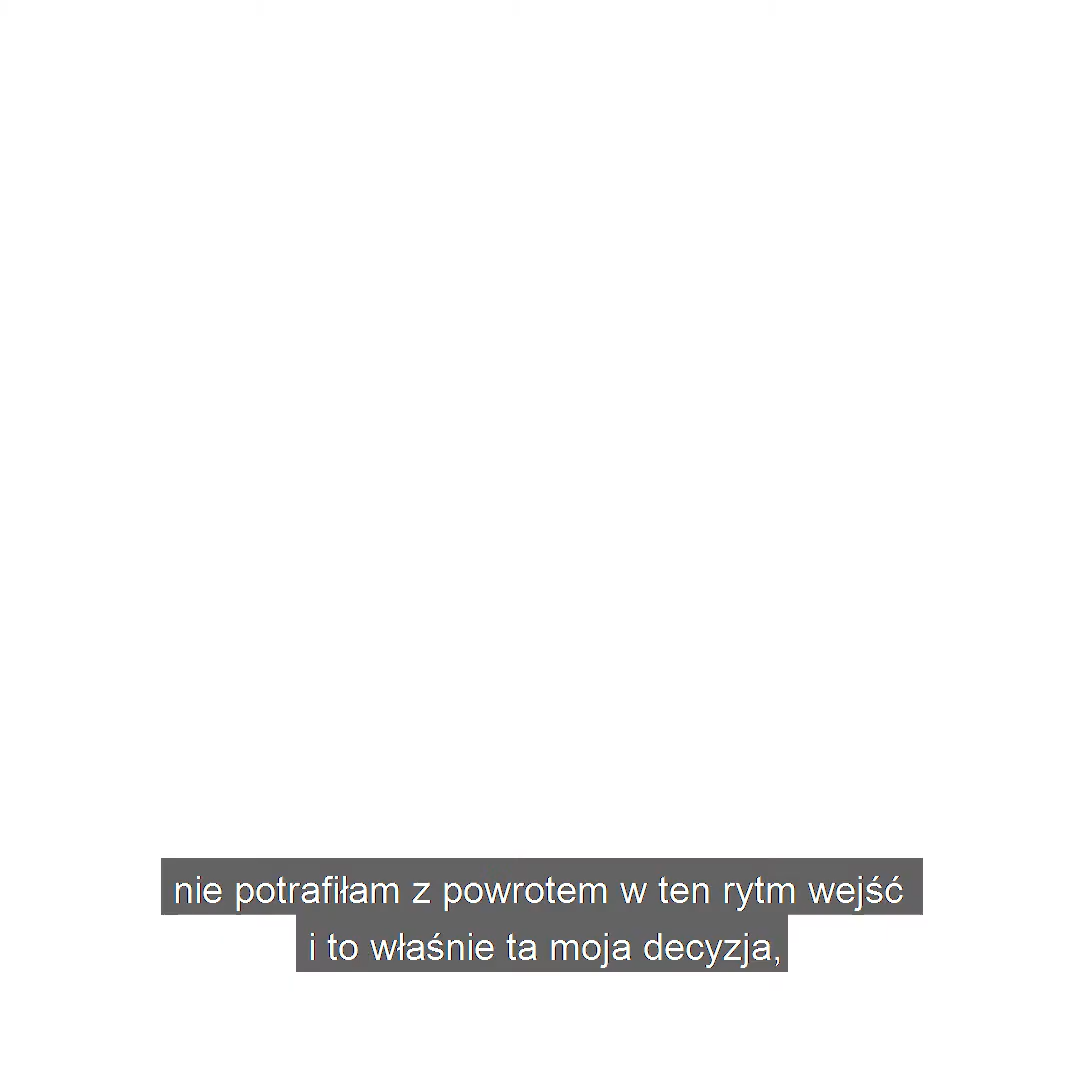 nie potrafiłam z powrotem w ten rytm wejść
i to właśnie ta moja decyzja,